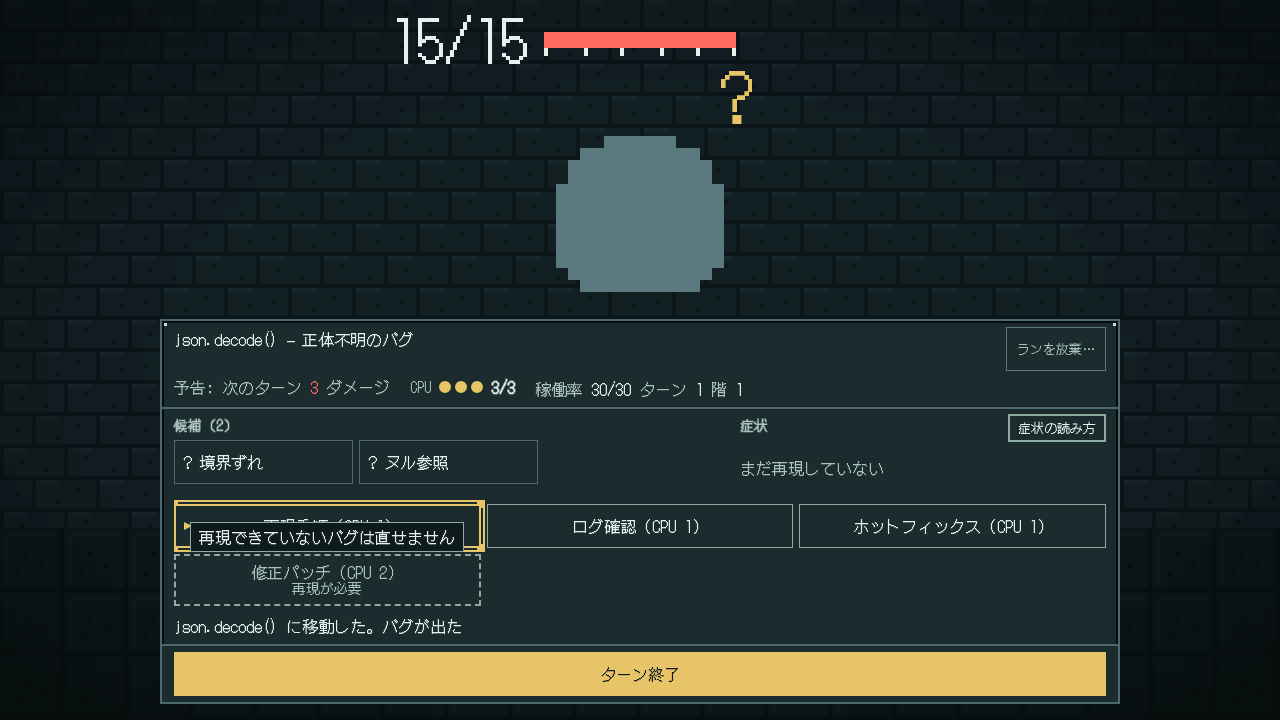 15/15
?
json.decode() – 正体不明のバグ
ランを放棄…
予告: 次のターン 3 ダメージ CPU 3/3 稼働率 30/30 ターン 1 階 1
候補 (2)
症状
症状の読み方
? 境界ずれ
? ヌル参照
まだ再現していない
ログ確認 (CPU 1)
ホットフィックス (CPU 1)
再現できていないバグは直せません
修正パッチ (CPU 2)
再現が必要
json.decode() に移動した。バグが出た
ターン終了